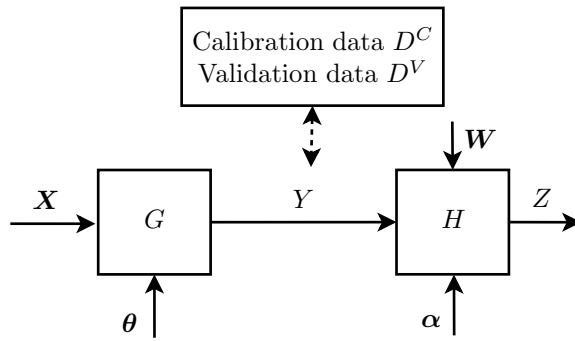 Calibration data D^C
Validation data D^V
W
X
G
Y
H
Z
θ
α